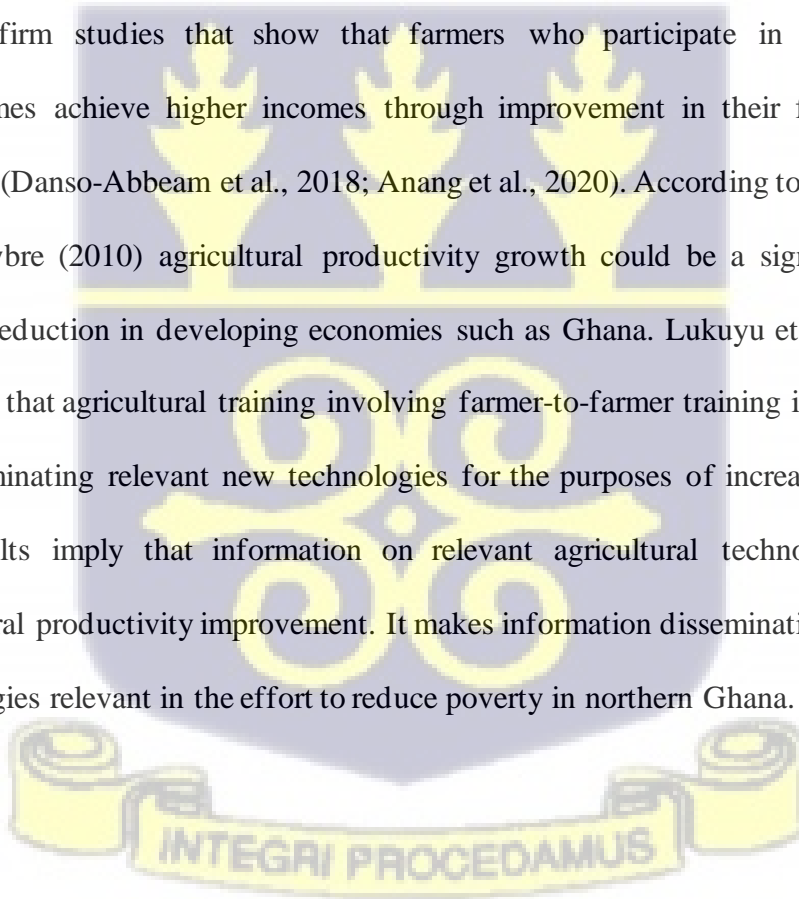 firm studies that show that farmers who participate in
mes achieve higher incomes through improvement in their f
(Danso-Abbeam et al., 2018; Anang et al., 2020). According to
bre (2010) agricultural productivity growth could be a sign
eduction in developing economies such as Ghana. Lukuyu et
that agricultural training involving farmer-to-farmer training i
minating relevant new technologies for the purposes of increa
lts imply that information on relevant agricultural techno
ral productivity improvement. It makes information disseminati
gies relevant in the effort to reduce poverty in northern Ghana.
INTEGRI PROCEDAMUS